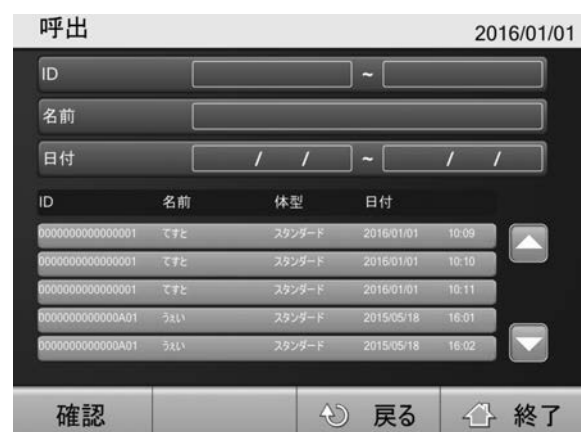 呼出 2016/01/01
ID ~
名前
日付 / / ~ / /
ID 名前 体型 日付
0000000000000001 てすと スタンダード 2016/01/01 10:09
0000000000000001 てすと スタンダード 2016/01/01 10:10
0000000000000001 てすと スタンダード 2016/01/01 10:11
0000000000000A01 うぇい スタンダード 2015/05/18 16:01
0000000000000A01 うぇい スタンダード 2015/05/18 16:02
確認 戻る 終了